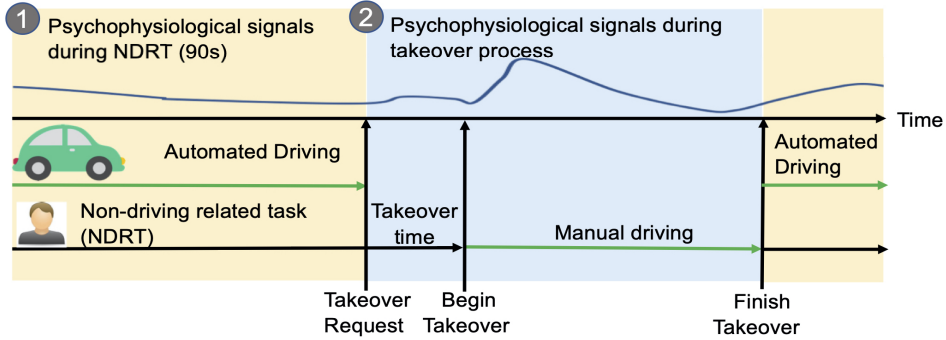 1
Psychophysiological signals
during NDRT (90s)
2
Psychophysiological signals during
takeover process
Time
Automated Driving
Automated
Driving
Non-driving related task
(NDRT)
Takeover
time
Manual driving
Takeover
Request
Begin
Takeover
Finish
Takeover